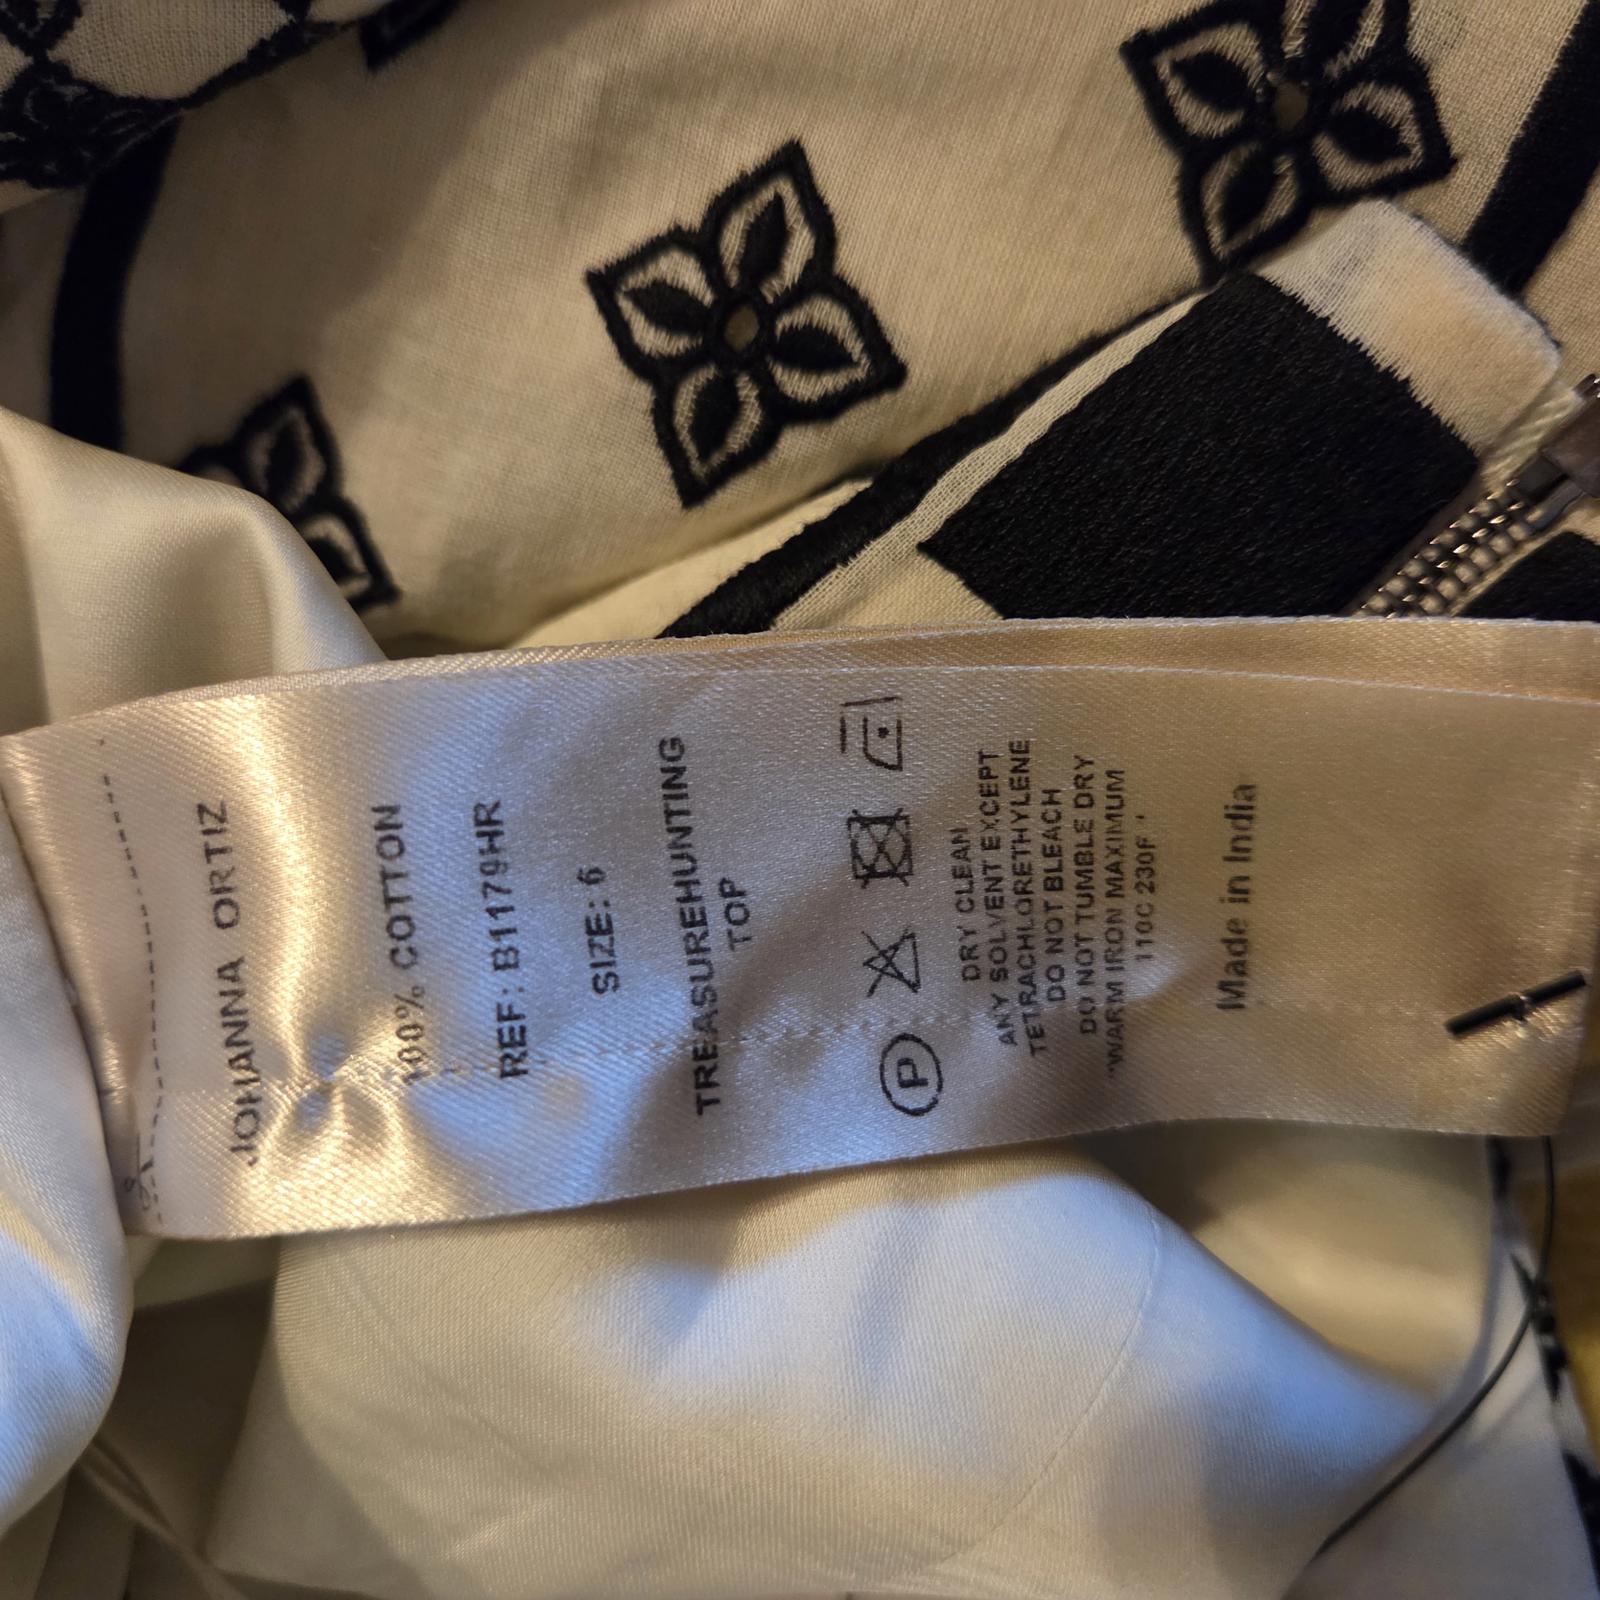 JOHANNA ORTIZ
100% COTTON
REF: B1179HR
SIZE: 6
TREASUREHUNTING
TOP
P
DRY CLEAN
ANY SOLVENT EXCEPT
TETRACHLORETHYLENE
DO NOT BLEACH
DO NOT TUMBLE DRY
"WARM IRON MAXIMUM
110C 230F '
Made in India